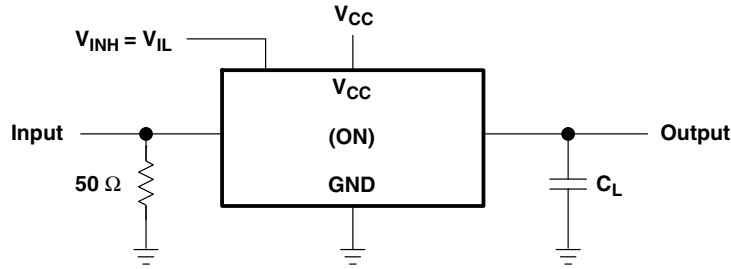 V_CC
V_INH = V_IL
V_CC
Input
(ON)
Output
50 Ω
GND
C_L